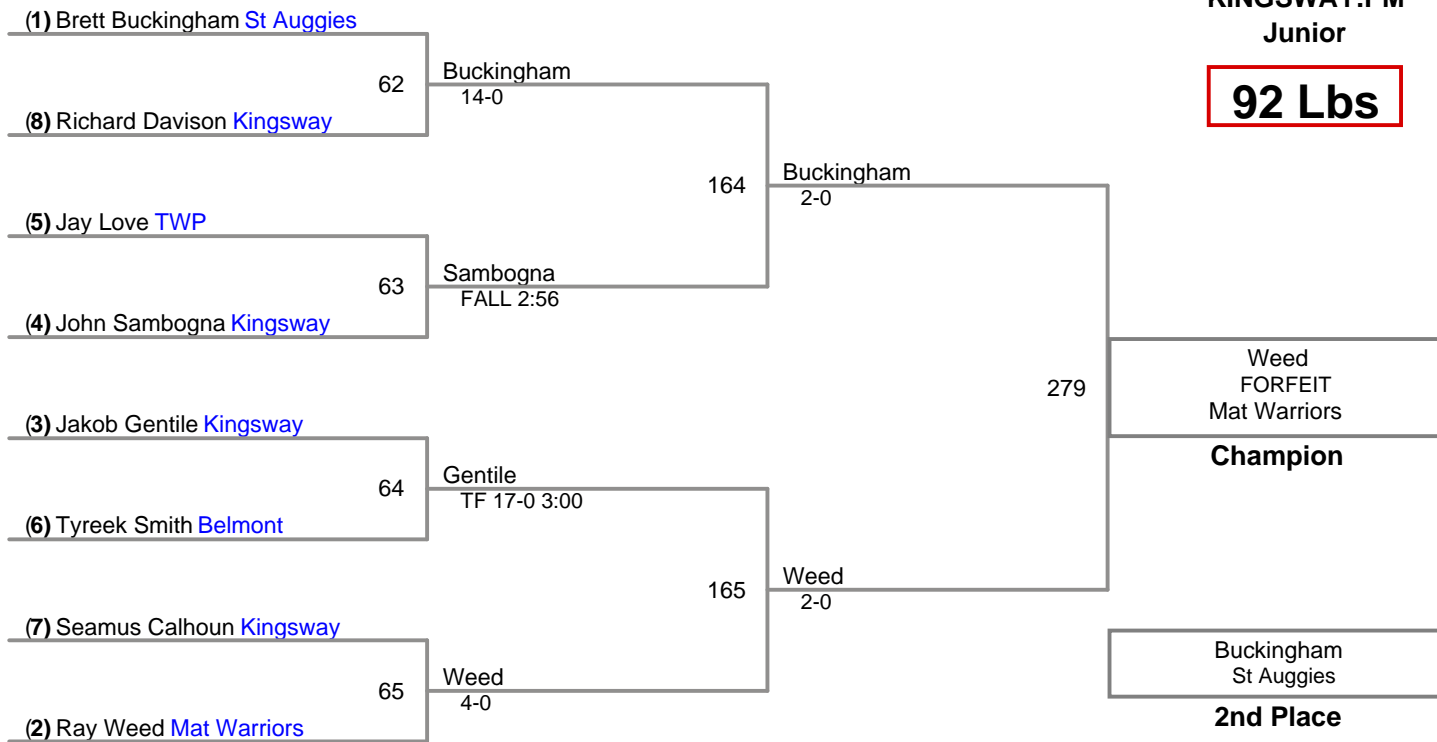 KINGSWAY.PM
Junior
92 Lbs
(1) Brett Buckingham St Auggies
62
Buckingham
14-0
(8) Richard Davison Kingsway
164
Buckingham
2-0
(5) Jay Love TWP
63
Sambogna
FALL 2:56
(4) John Sambogna Kingsway
279
Weed
FORFEIT
Mat Warriors
Champion
(3) Jakob Gentile Kingsway
64
Gentile
TF 17-0 3:00
(6) Tyreek Smith Belmont
165
Weed
2-0
(7) Seamus Calhoun Kingsway
65
Weed
4-0
(2) Ray Weed Mat Warriors
Buckingham
St Auggies
2nd Place